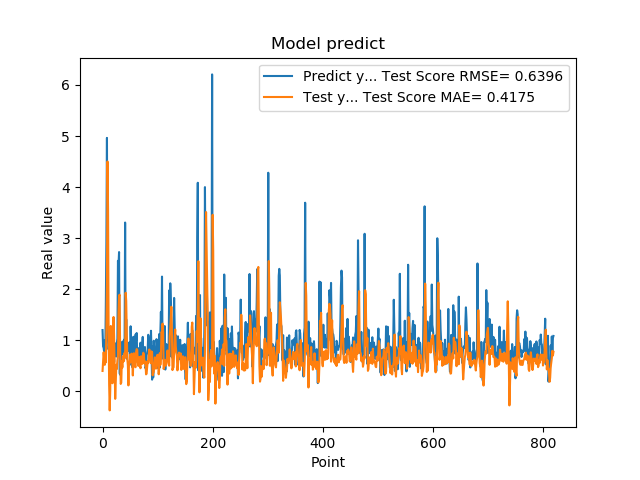 Model predict
Predict y... Test Score RMSE= 0.6396
Test y... Test Score MAE= 0.4175
6
5
4
3
2
1
0
Real value
0 200 400 600 800
Point